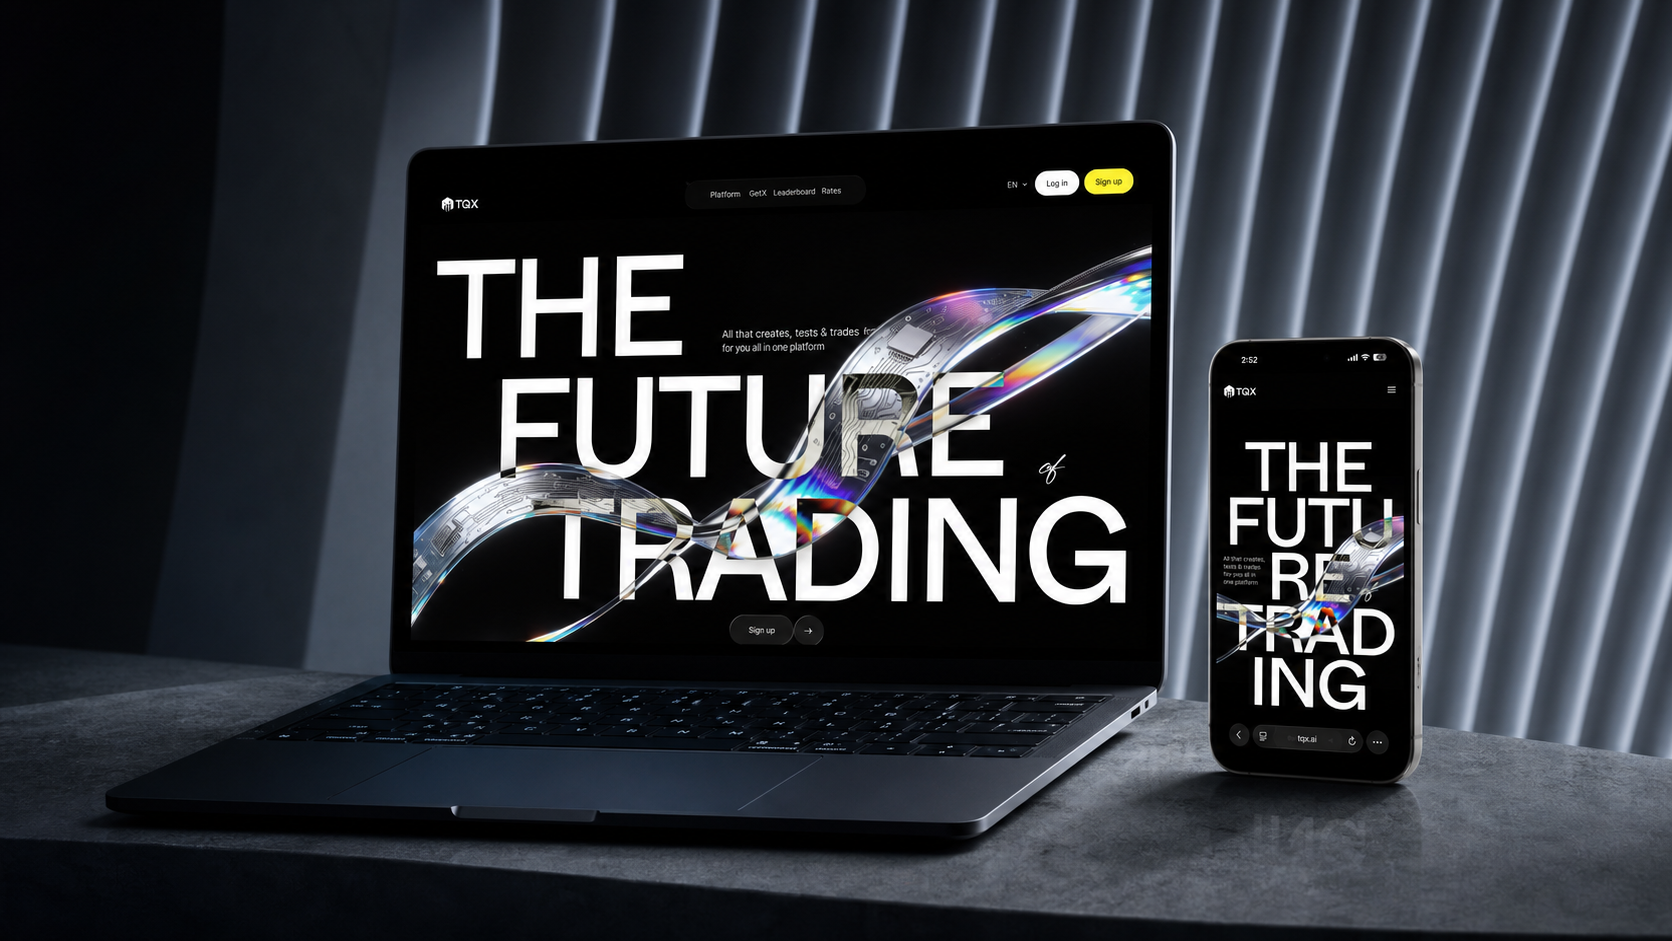 TQX
Platform GetX Leaderboard Rates
EN Log in Sign up
THE
All that creates, tests & trades
for you all in one platform
FUTURE
of
TRADING
Sign up
2:52
TQX
THE
FUTU
RE
All that creates,
tests & trades
for you all in
one platform
of
TRAD
ING
tqx.ai